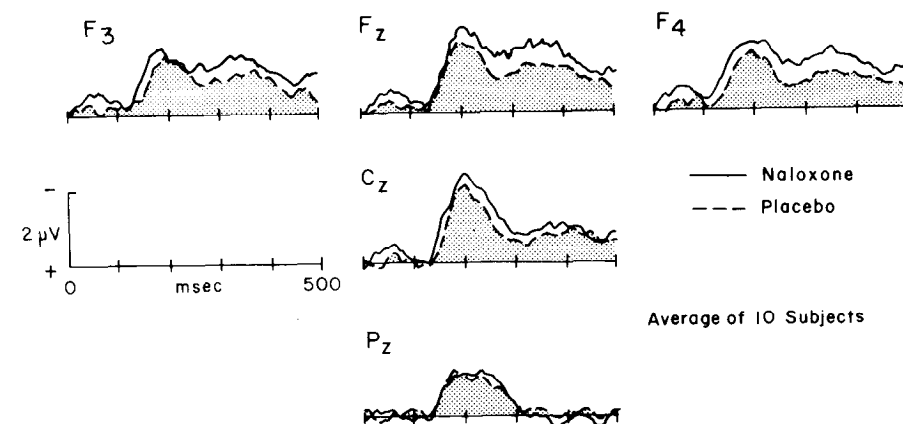 F3
Fz
F4
Cz
Naloxone
Placebo
−
2 μV
+
0
msec
500
Average of 10 Subjects
Pz